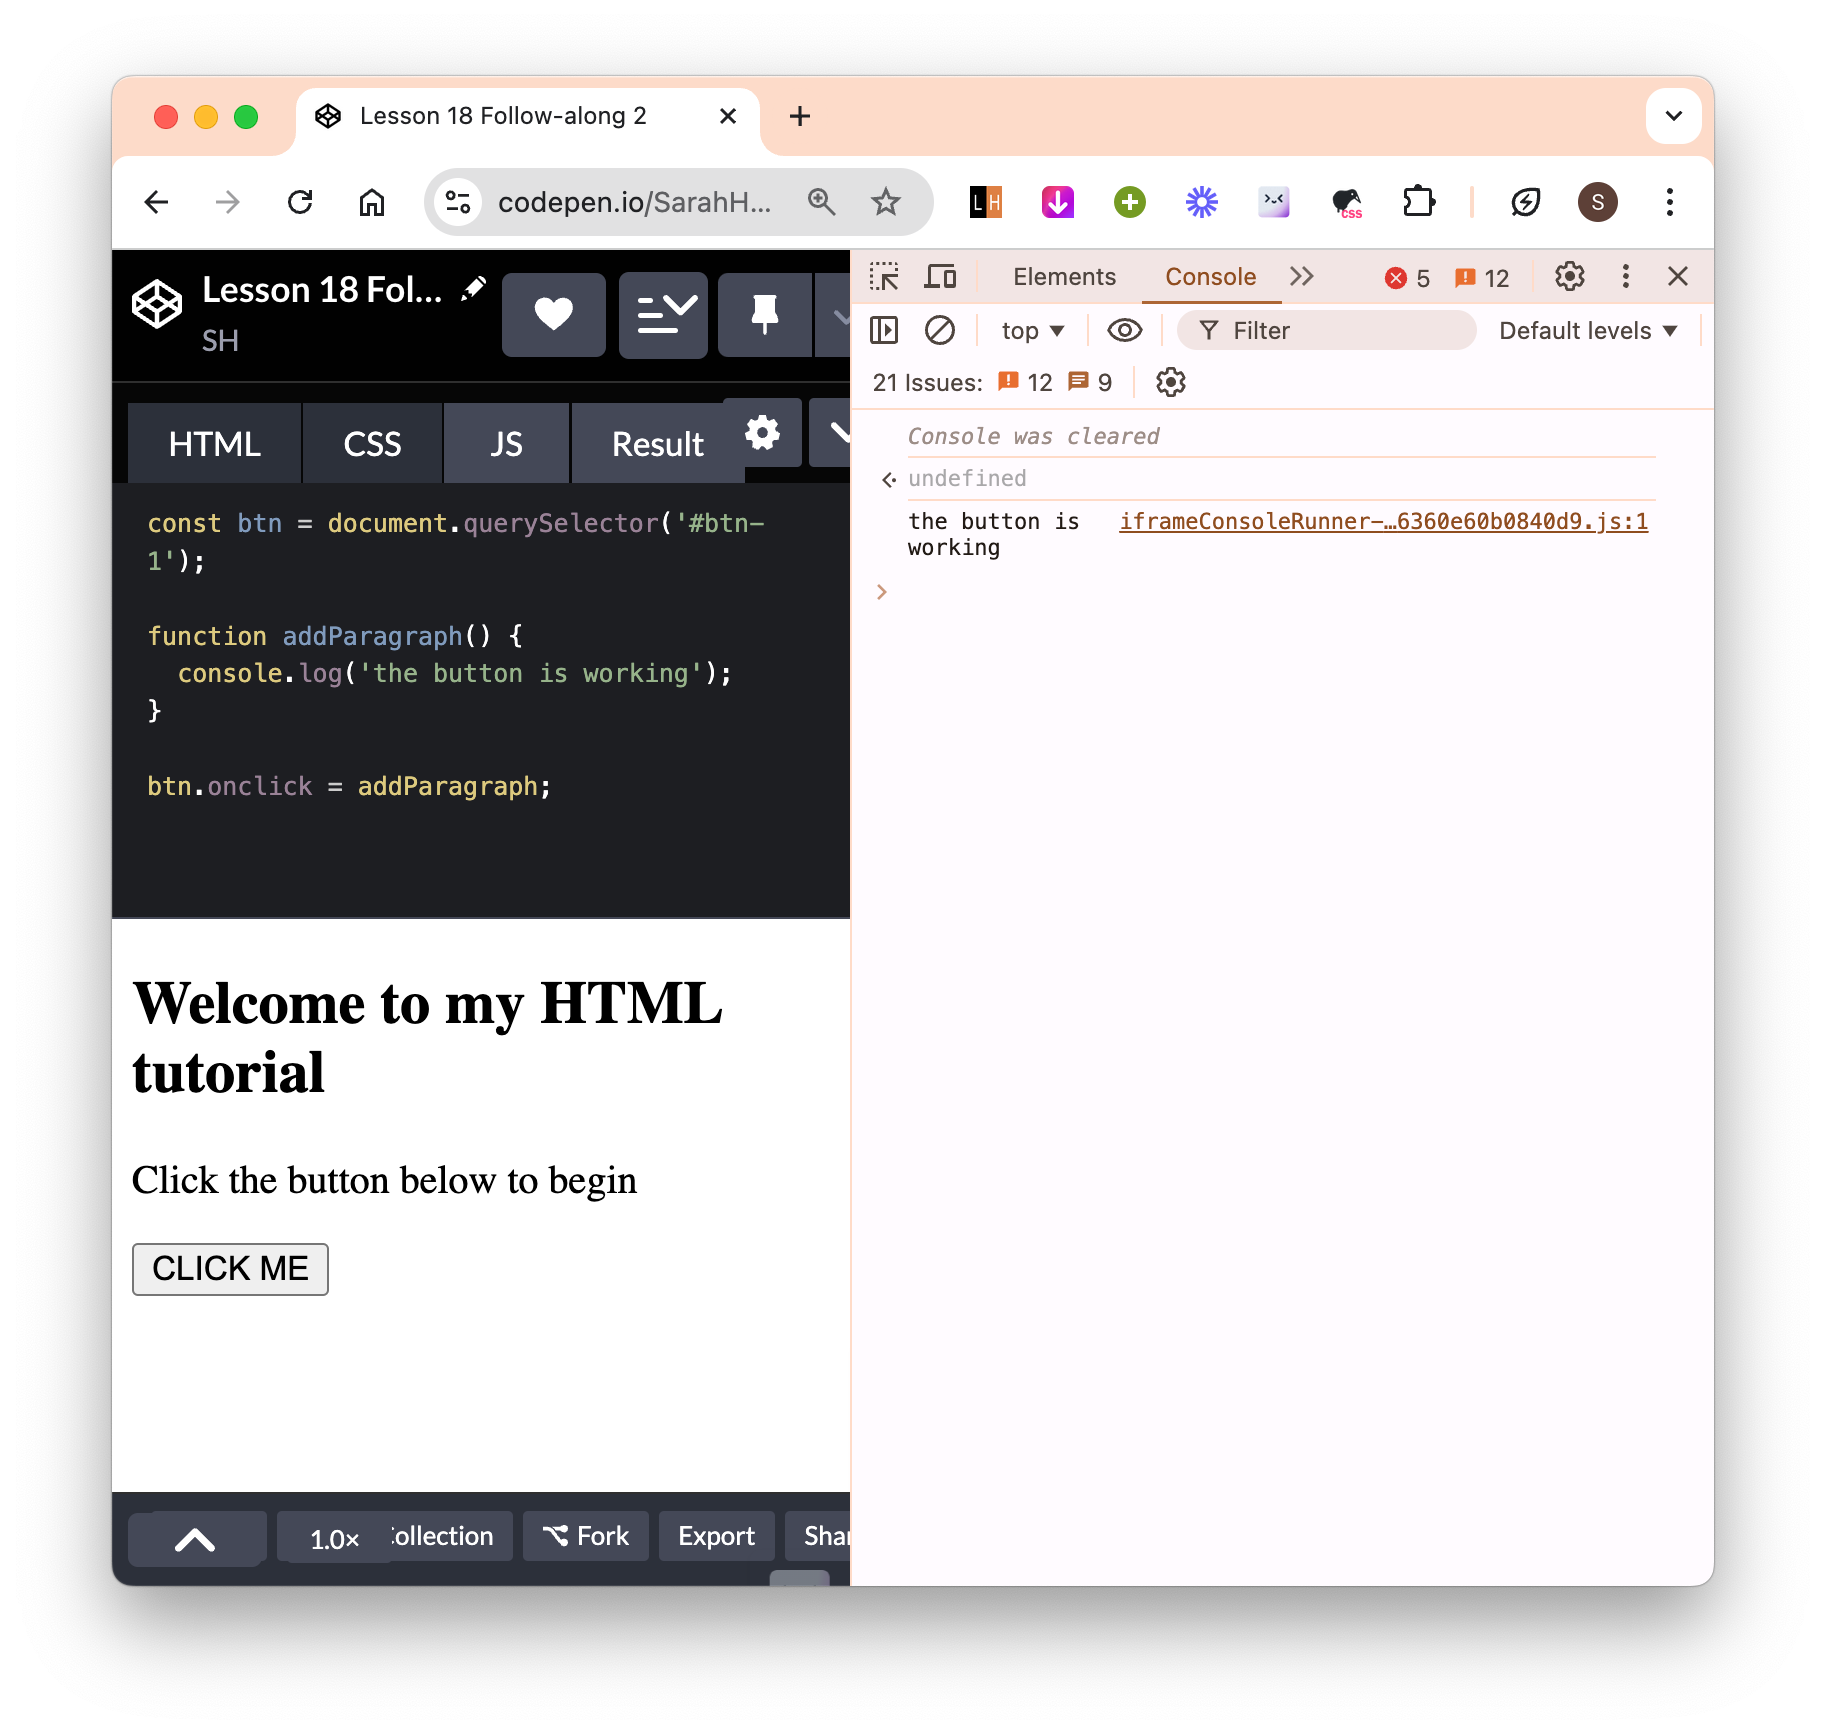 Lesson 18 Follow-along 2
codepen.io/SarahH...
LH
css
S
Lesson 18 Fol...
SH
HTML CSS JS Result
const btn = document.querySelector('#btn-
1');
function addParagraph() {
console.log('the button is working');
}
btn.onclick = addParagraph;
Welcome to my HTML
tutorial
Click the button below to begin
CLICK ME
1.0× ollection Fork Export Shar
Elements Console 5 12
top Filter Default levels
21 Issues: 12 9
Console was cleared
undefined
the button is iframeConsoleRunner-…6360e60b0840d9.js:1
working